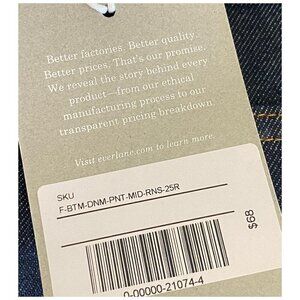 Better factories. Better quality.
Better prices. That's our promise.
We reveal the story behind every
product—from our ethical
manufacturing process to our
transparent pricing breakdown
Visit everlane.com to learn more.
SKU
F-BTM-DNM-PNT-MID-RNS-25R
$68
0-00000-21074-4